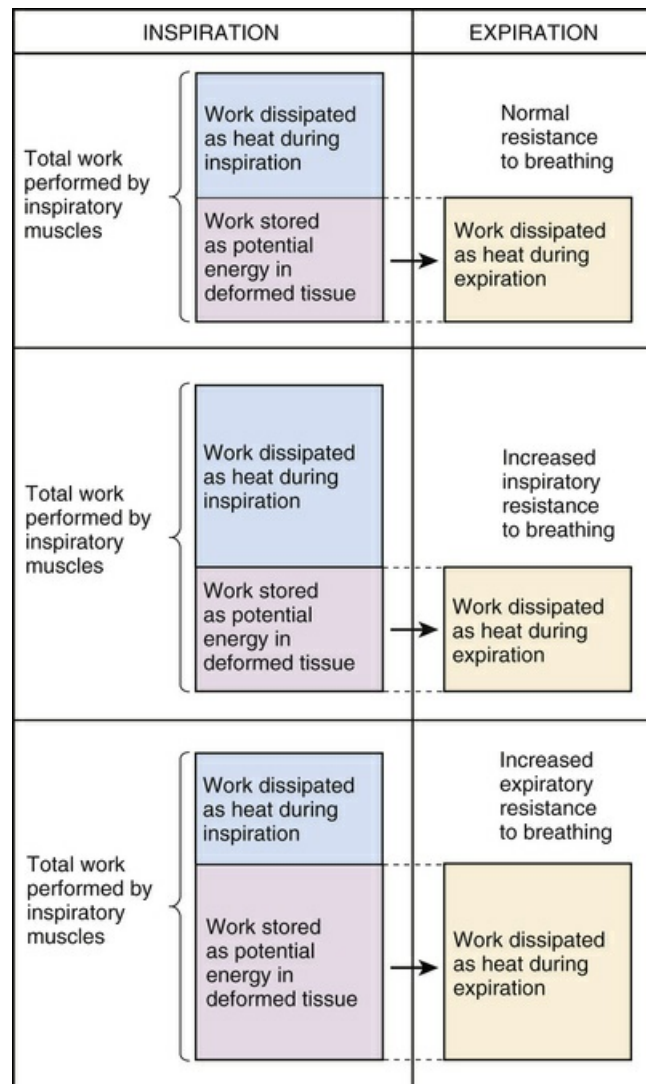 INSPIRATION
EXPIRATION
Total work
performed by
inspiratory
muscles
Work dissipated
as heat during
inspiration
Work stored
as potential
energy in
deformed tissue
Normal
resistance
to breathing
Work dissipated
as heat during
expiration
Total work
performed by
inspiratory
muscles
Work dissipated
as heat during
inspiration
Work stored
as potential
energy in
deformed tissue
Increased
inspiratory
resistance
to breathing
Work dissipated
as heat during
expiration
Total work
performed by
inspiratory
muscles
Work dissipated
as heat during
inspiration
Work stored
as potential
energy in
deformed tissue
Increased
expiratory
resistance
to breathing
Work dissipated
as heat during
expiration